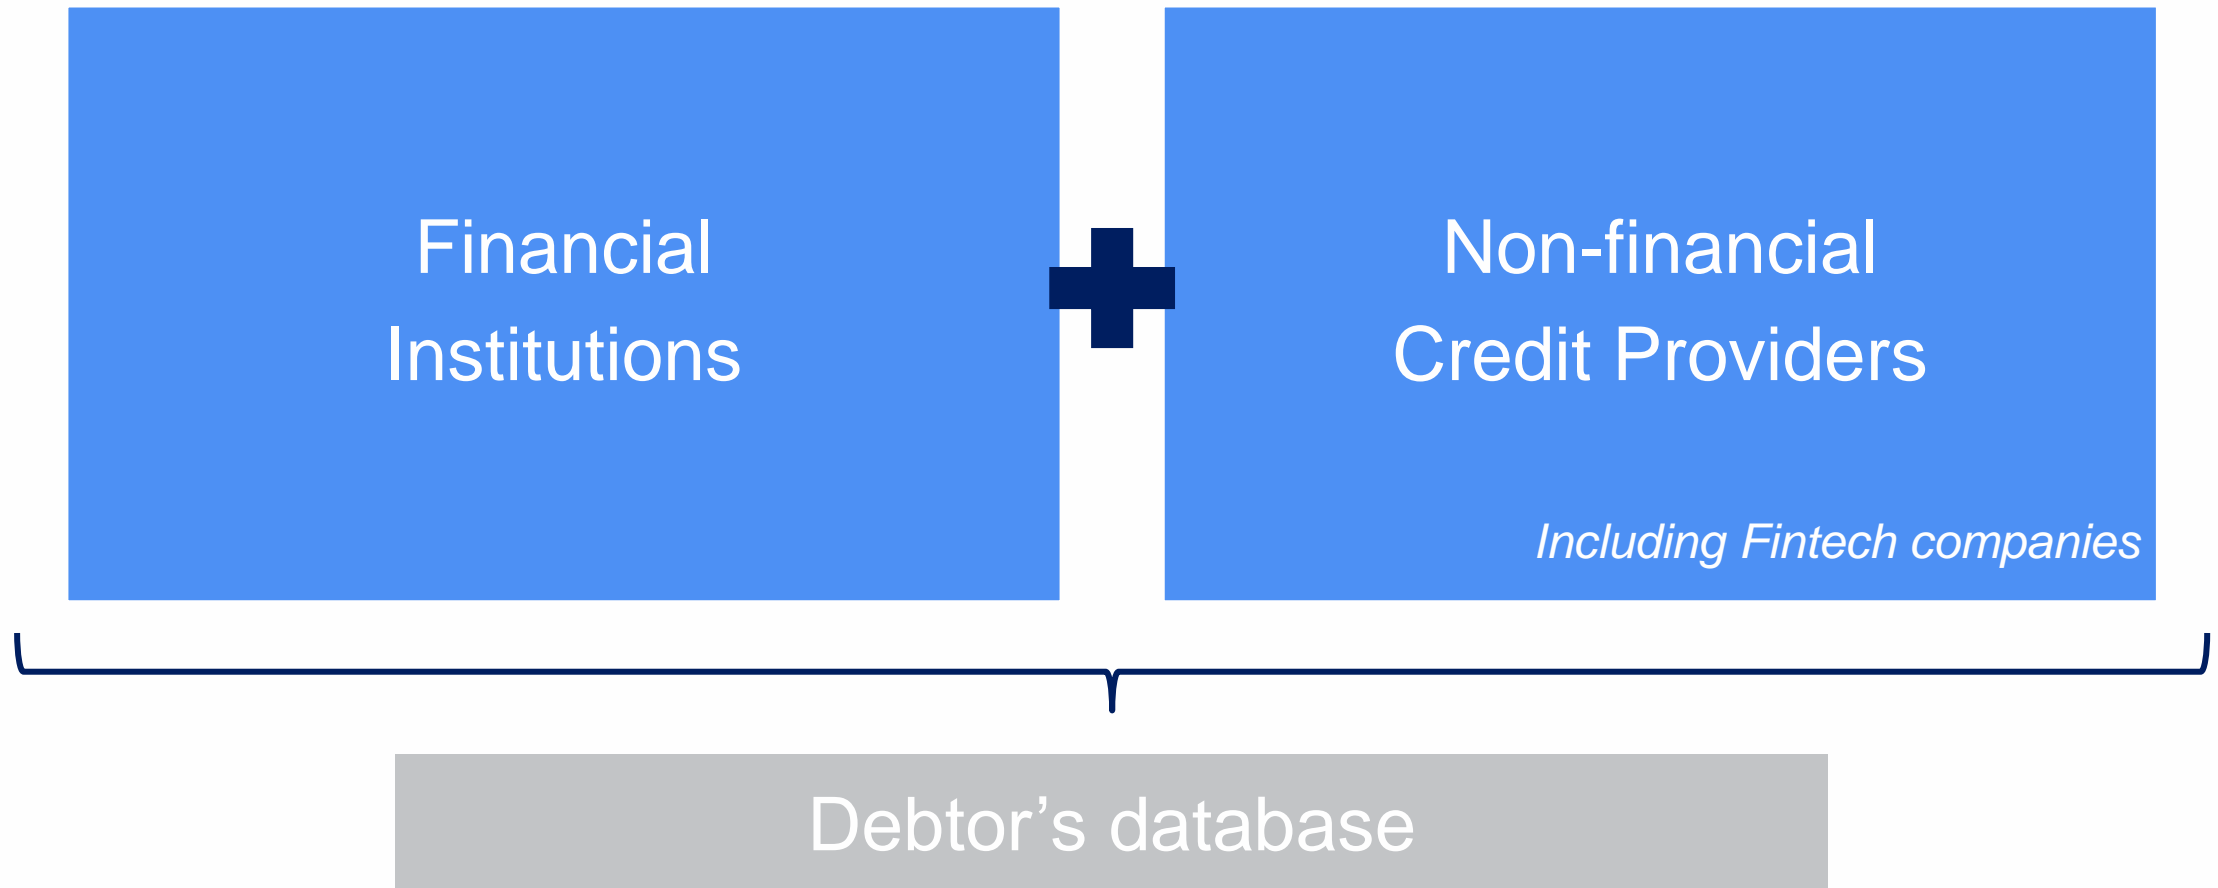 Financial
Institutions
Non-financial
Credit Providers
Including Fintech companies
Debtor’s database